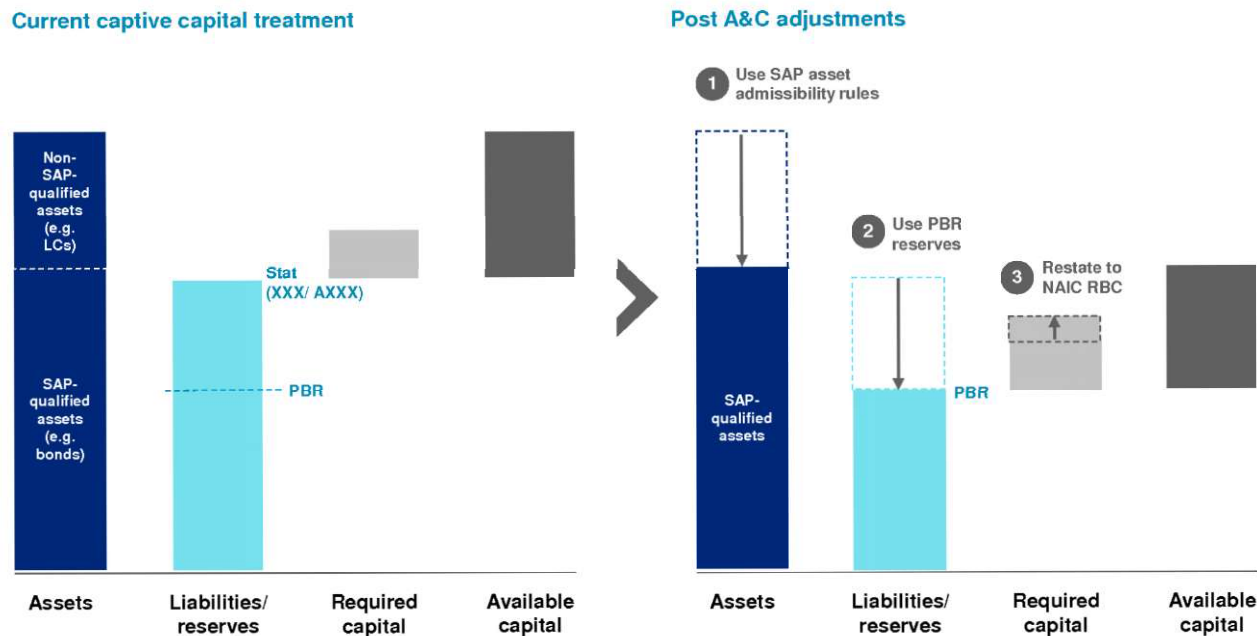 Current captive capital treatment
Non-
SAP-
qualified
assets
(e.g.
LCs)
SAP-
qualified
assets
(e.g.
bonds)
Stat
(XXX/ AXXX)
PBR
Assets
Liabilities/
reserves
Required
capital
Available
capital
Post A&C adjustments
1 Use SAP asset
admissibility rules
2 Use PBR
reserves
3 Restate to
NAIC RBC
SAP-
qualified
assets
PBR
Assets
Liabilities/
reserves
Required
capital
Available
capital